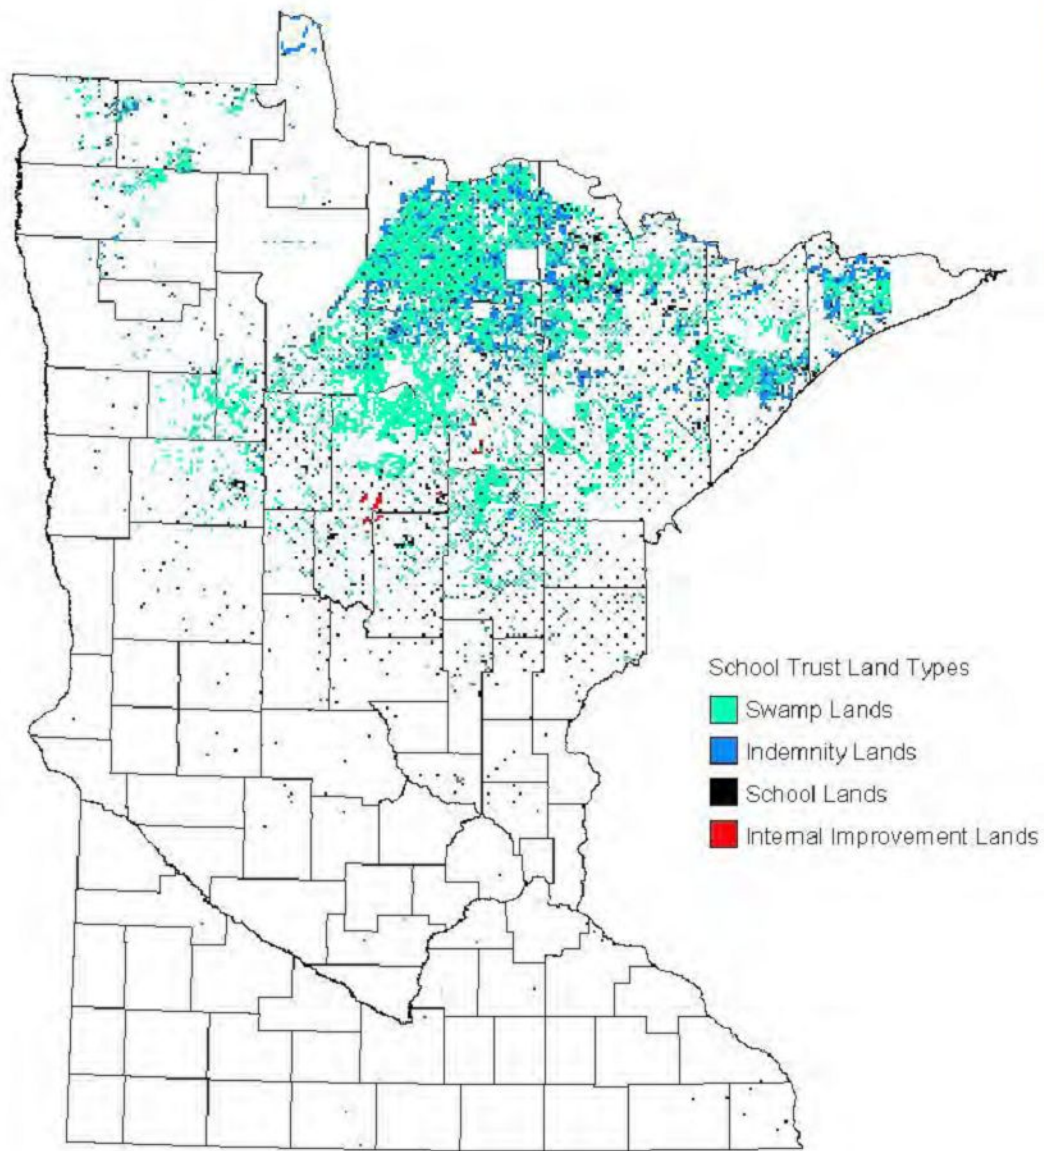 School Trust Land Types
Swamp Lands
Indemnity Lands
School Lands
Internal Improvement Lands